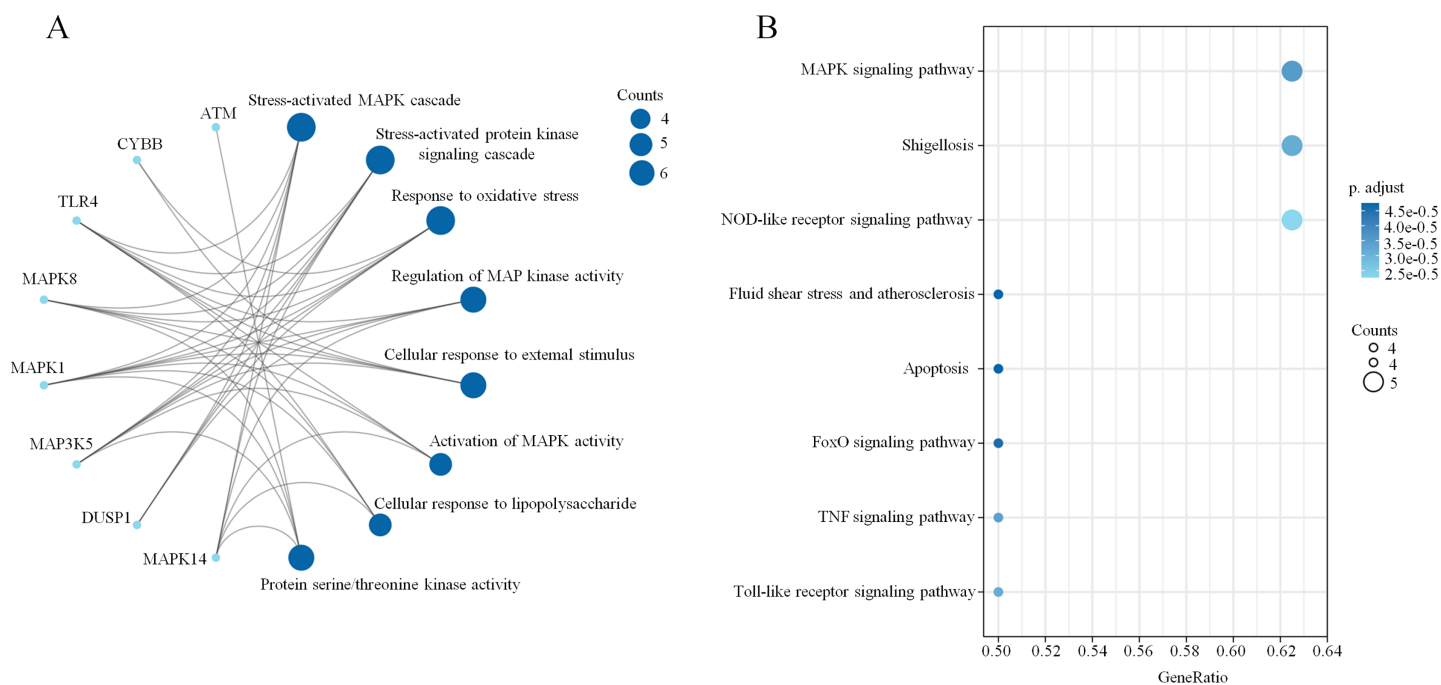 A
ATM
CYBB
TLR4
MAPK8
MAPK1
MAP3K5
DUSP1
MAPK14
Stress-activated MAPK cascade
Stress-activated protein kinase
signaling cascade
Response to oxidative stress
Regulation of MAP kinase activity
Cellular response to external stimulus
Activation of MAPK activity
Cellular response to lipopolysaccharide
Protein serine/threonine kinase activity
Counts
4
5
6
B
MAPK signaling pathway
Shigellosis
NOD-like receptor signaling pathway
Fluid shear stress and atherosclerosis
Apoptosis
FoxO signaling pathway
TNF signaling pathway
Toll-like receptor signaling pathway
0.50 0.52 0.54 0.56 0.58 0.60 0.62 0.64
GeneRatio
p. adjust
4.5e-0.5
4.0e-0.5
3.5e-0.5
3.0e-0.5
2.5e-0.5
Counts
4
4
5